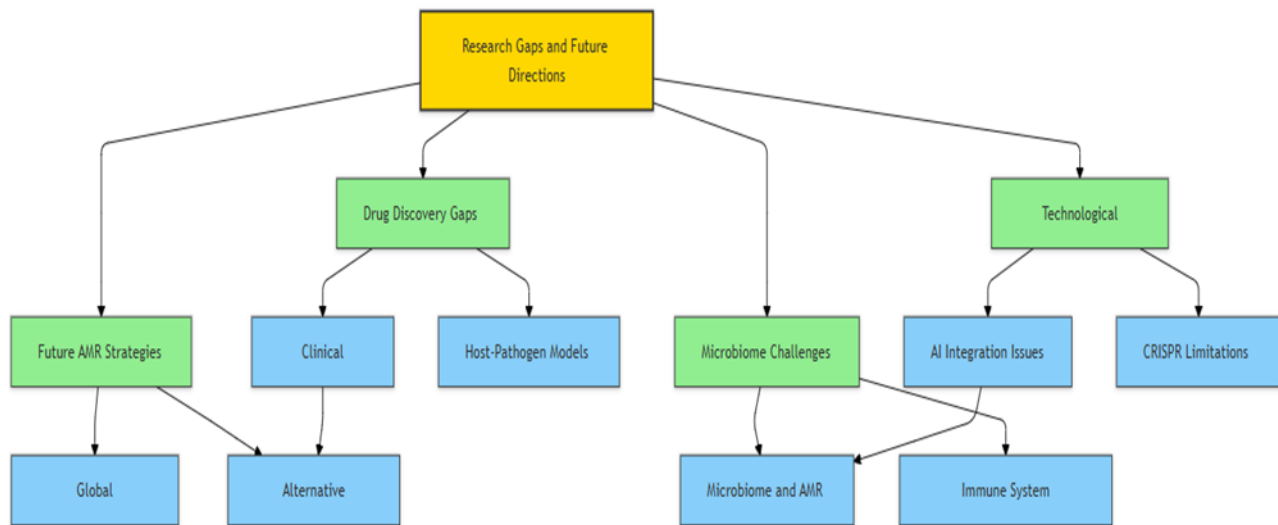 Research Gaps and Future
Directions
Drug Discovery Gaps
Technological
Future AMR Strategies
Clinical
Host-Pathogen Models
Microbiome Challenges
AI Integration Issues
CRISPR Limitations
Global
Alternative
Microbiome and AMR
Immune System